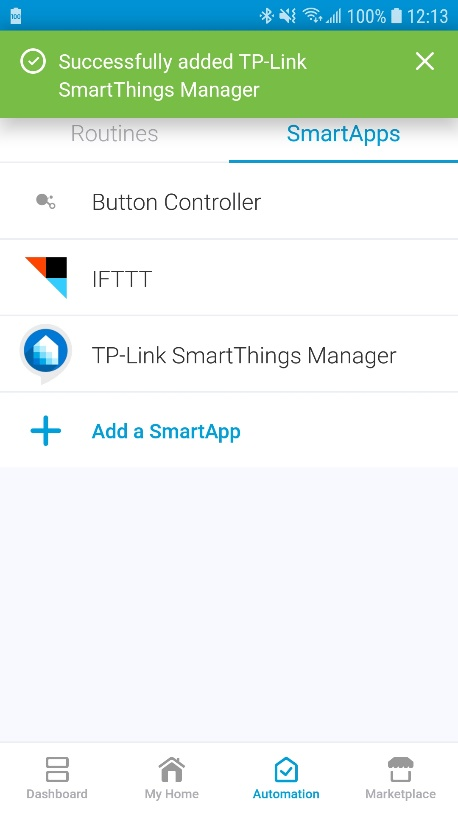 100
100% 12:13
Successfully added TP-Link
SmartThings Manager
Routines
SmartApps
Button Controller
IFTTT
TP-Link SmartThings Manager
Add a SmartApp
Dashboard
My Home
Automation
Marketplace